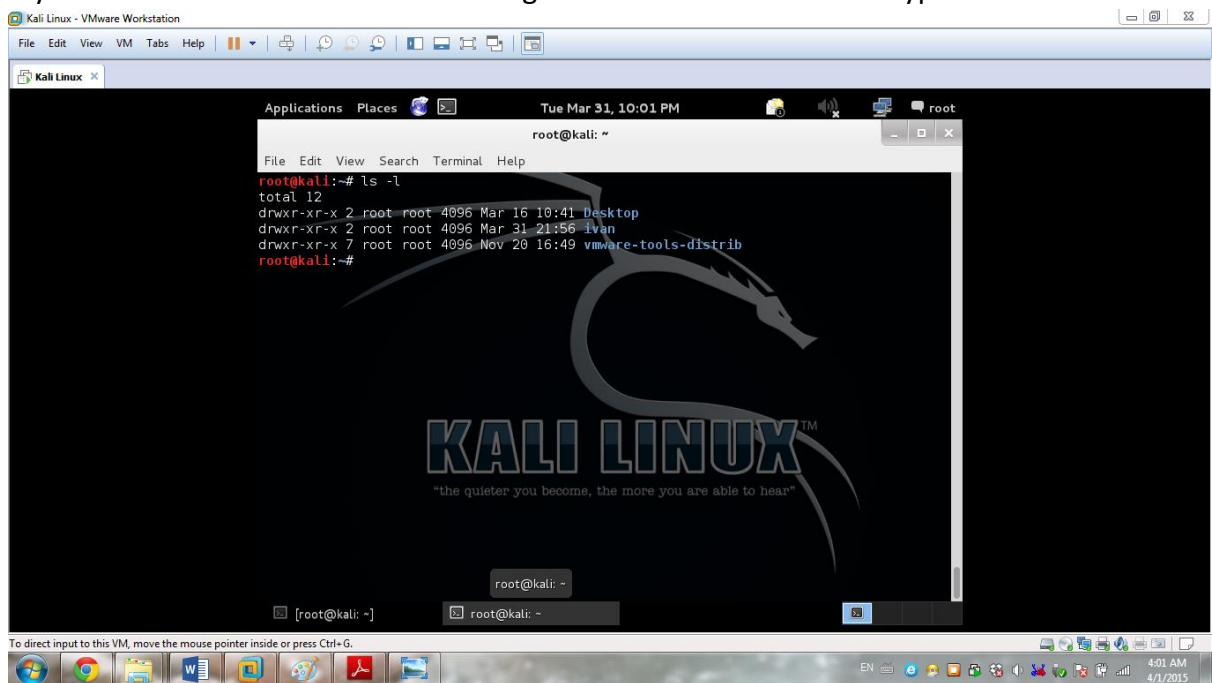 Kali Linux - VMware Workstation
File Edit View VM Tabs Help
Kali Linux
Applications Places Tue Mar 31, 10:01 PM root
root@kali: ~
File Edit View Search Terminal Help
root@kali:~# ls -l
total 12
drwxr-xr-x 2 root root 4096 Mar 16 10:41 Desktop
drwxr-xr-x 2 root root 4096 Mar 31 21:56 ivan
drwxr-xr-x 7 root root 4096 Nov 20 16:49 vmware-tools-distrib
root@kali:~#
KALI LINUX™
"the quieter you become, the more you are able to hear"
root@kali: ~
[root@kali: ~] root@kali: ~
To direct input to this VM, move the mouse pointer inside or press Ctrl+G.
EN 4:01 AM
4/1/2015